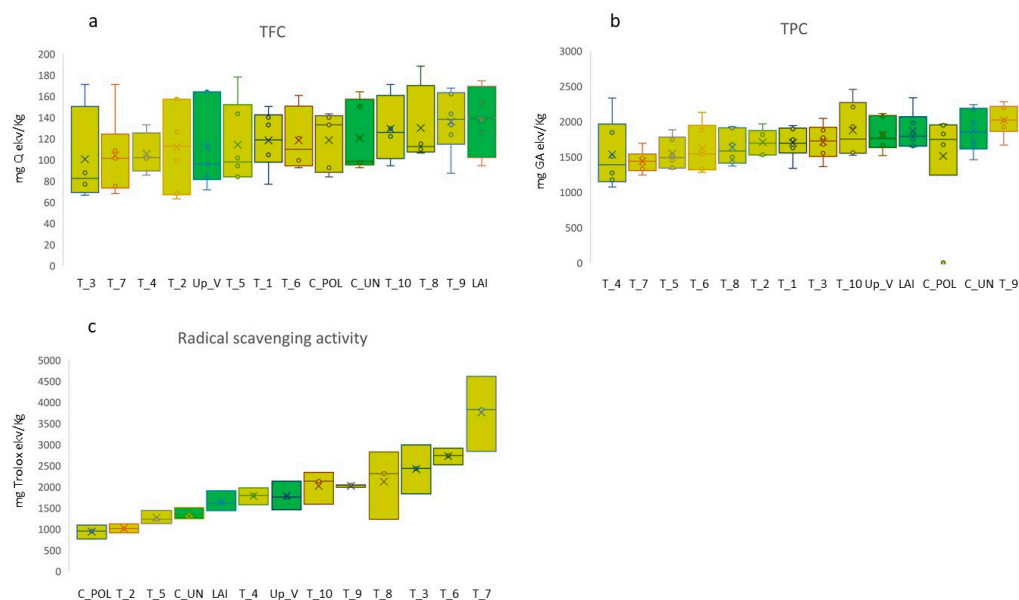 a
TFC
mg Q ekv/Kg
200
180
160
140
120
100
80
60
40
20
0
T_3 T_7 T_4 T_2 Up_V T_5 T_1 T_6 C_POL C_UN T_10 T_8 T_9 LAI
b
TPC
mg GA ekv/Kg
3000
2500
2000
1500
1000
500
0
T_4 T_7 T_5 T_6 T_8 T_2 T_1 T_3 T_10 Up_V LAI C_POL C_UN T_9
c
Radical scavenging activity
mg Trolox ekv/Kg
5000
4500
4000
3500
3000
2500
2000
1500
1000
500
0
C_POL T_2 T_5 C_UN LAI T_4 Up_V T_10 T_9 T_8 T_3 T_6 T_7